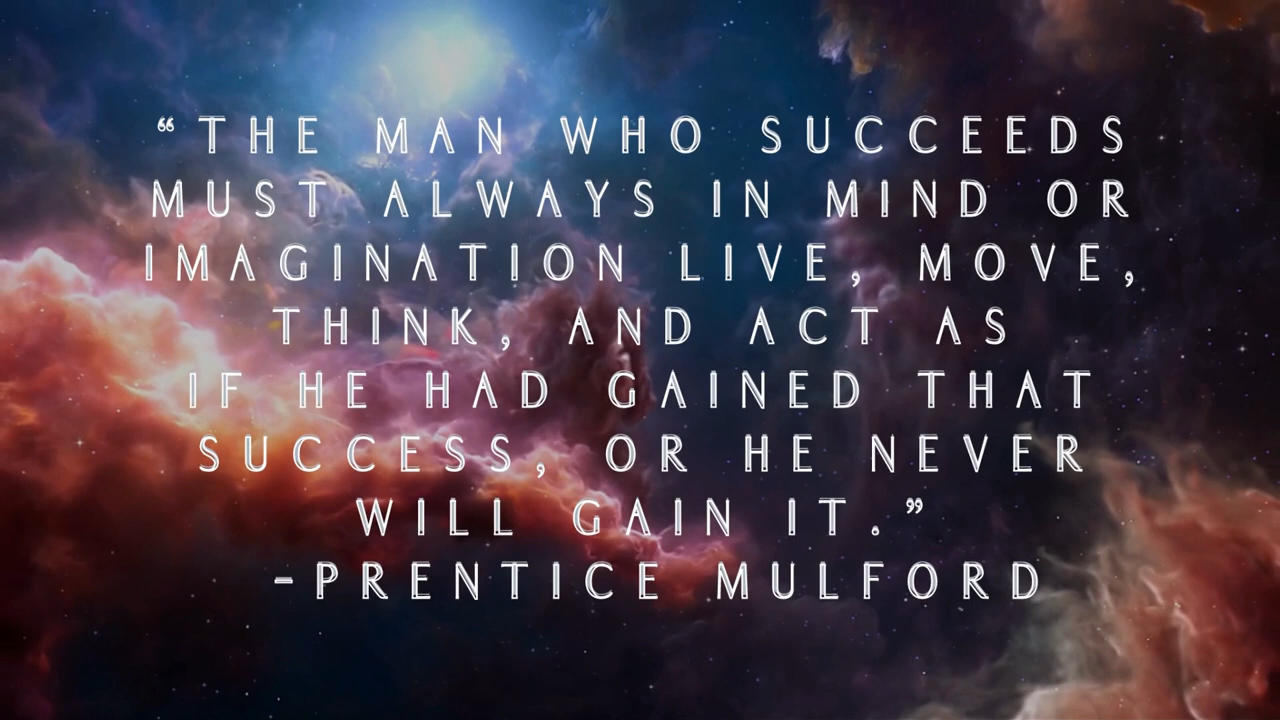 “THE MAN WHO SUCCEEDS
MUST ALWAYS IN MIND OR
IMAGINATION LIVE, MOVE,
THINK, AND ACT AS
IF HE HAD GAINED THAT
SUCCESS, OR HE NEVER
WILL GAIN IT.”
-PRENTICE MULFORD